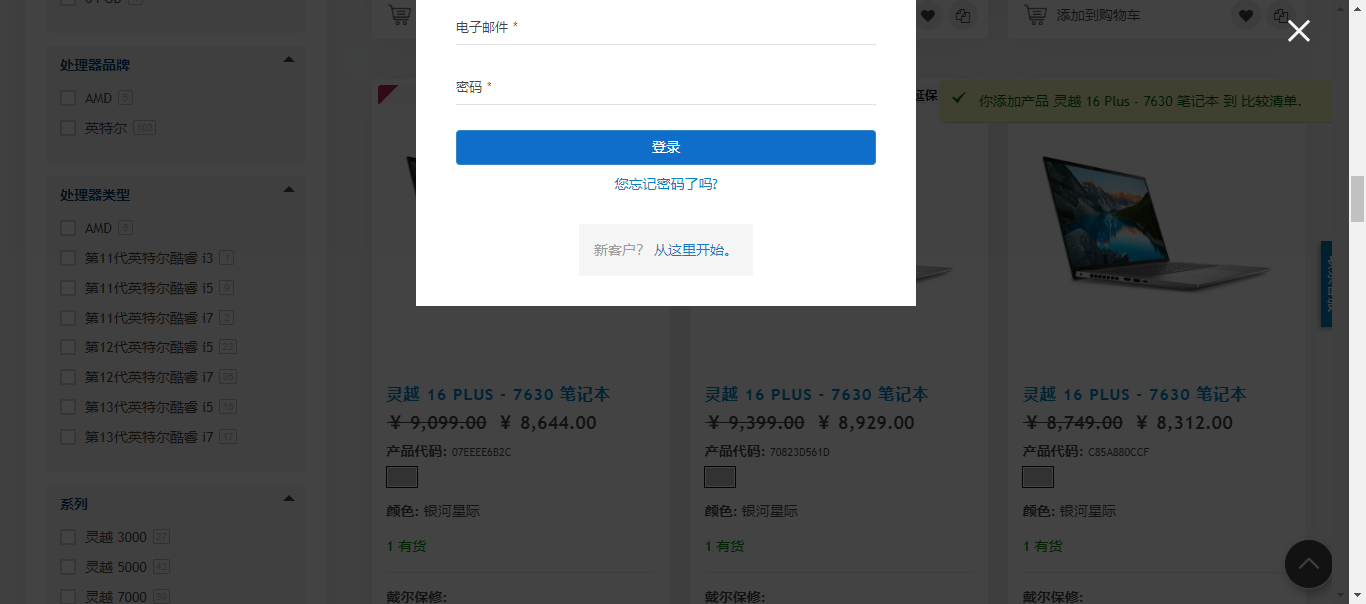 64 GB
处理器品牌
AMD 5
英特尔 103
处理器类型
AMD 5
第11代英特尔酷睿 i3 1
第11代英特尔酷睿 i5 9
第11代英特尔酷睿 i7 2
第12代英特尔酷睿 i5 23
第12代英特尔酷睿 i7 35
第13代英特尔酷睿 i5 16
第13代英特尔酷睿 i7 17
系列
灵越 3000 27
灵越 5000 42
灵越 7000 39
电子邮件 *
密码 *
登录
您忘记密码了吗?
新客户? 从这里开始。
添加到购物车
延保
你添加产品 灵越 16 Plus - 7630 笔记本 到 比较清单.
灵越 16 PLUS - 7630 笔记本
¥ 9,099.00 ¥ 8,644.00
产品代码: 07EEEE6B2C
颜色: 银河星际
1 有货
戴尔保修:
灵越 16 PLUS - 7630 笔记本
¥ 9,399.00 ¥ 8,929.00
产品代码: 70823D561D
颜色: 银河星际
1 有货
戴尔保修:
灵越 16 PLUS - 7630 笔记本
¥ 8,749.00 ¥ 8,312.00
产品代码: C85A880CCF
颜色: 银河星际
1 有货
戴尔保修: